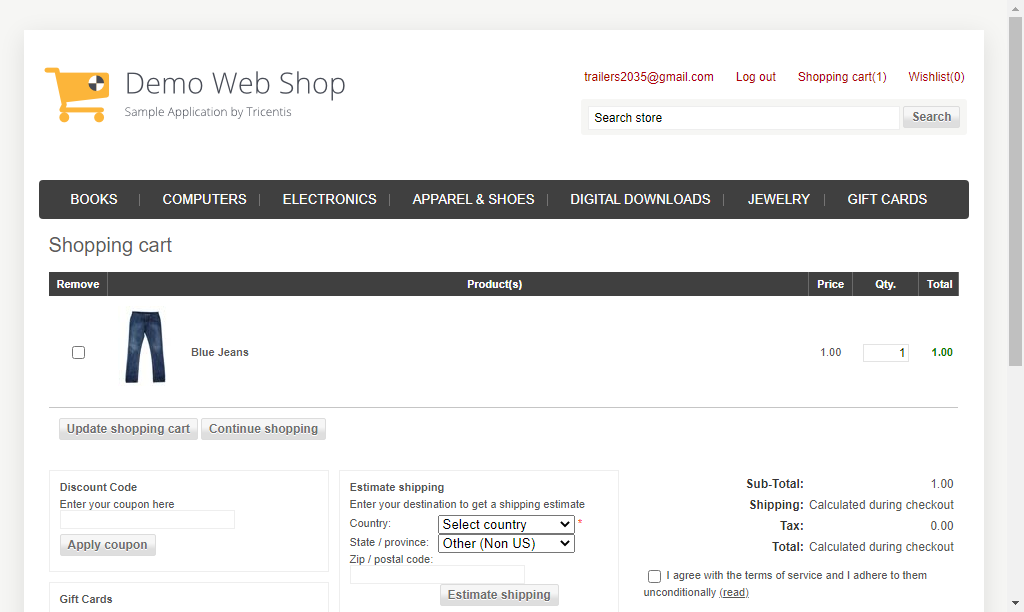 Demo Web Shop
Sample Application by Tricentis
trailers2035@gmail.com Log out Shopping cart(1) Wishlist(0)
Search store Search
BOOKS COMPUTERS ELECTRONICS APPAREL & SHOES DIGITAL DOWNLOADS JEWELRY GIFT CARDS
Shopping cart
Remove Product(s) Price Qty. Total
Blue Jeans 1.00 1 1.00
Update shopping cart Continue shopping
Discount Code
Enter your coupon here
Apply coupon
Gift Cards
Estimate shipping
Enter your destination to get a shipping estimate
Country: Select country *
State / province: Other (Non US)
Zip / postal code:
Estimate shipping
Sub-Total: 1.00
Shipping: Calculated during checkout
Tax: 0.00
Total: Calculated during checkout
I agree with the terms of service and I adhere to them
unconditionally (read)